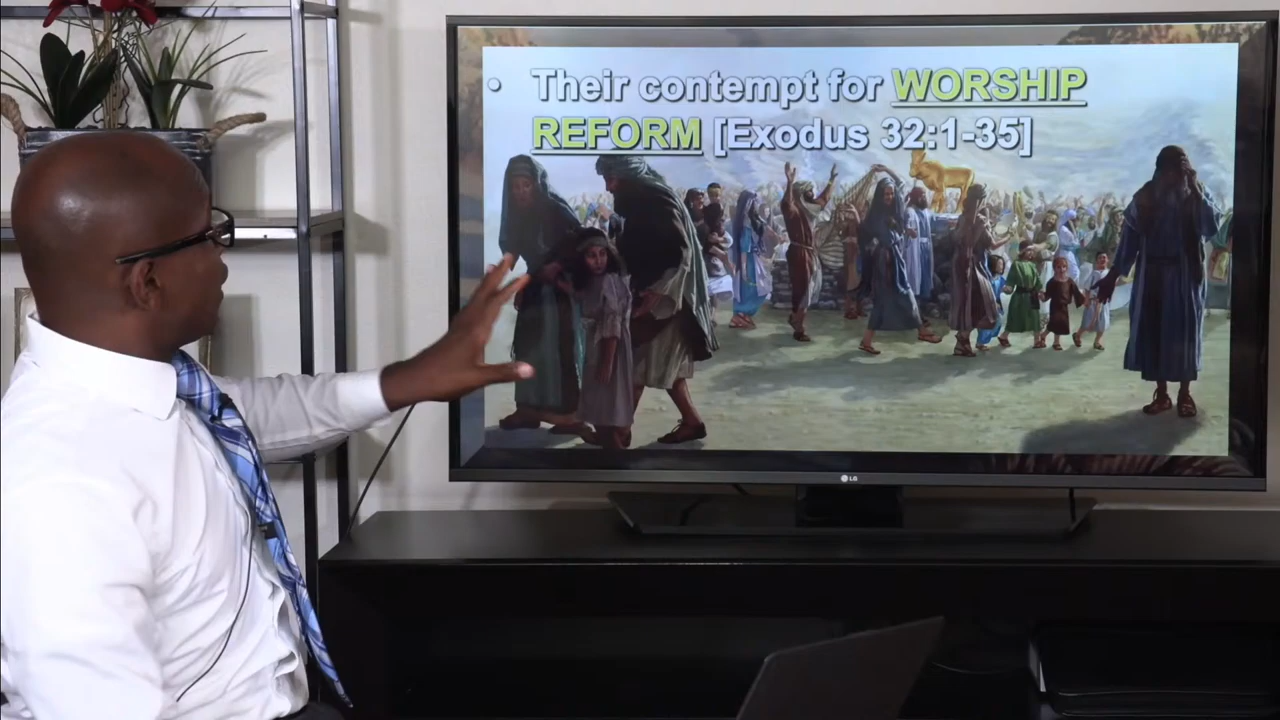 • Their contempt for WORSHIP
REFORM [Exodus 32:1-35]
LG